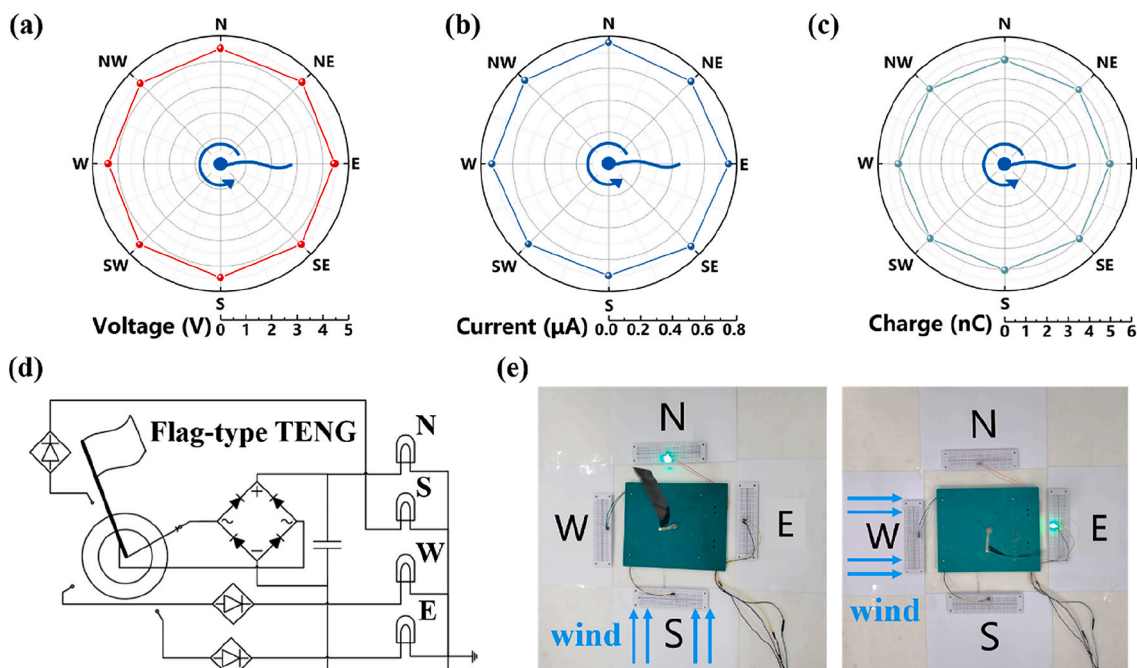 (a)
N
NW
NE
W
E
SW
SE
S
Voltage (V)
0 1 2 3 4 5
(b)
N
NW
NE
W
E
SW
SE
S
Current (μA)
0.0 0.2 0.4 0.6 0.8
(c)
N
NW
NE
W
SW
SE
S
Charge (nC)
0 1 2 3 4 5 6
(d)
Flag-type TENG
N
S
W
E
+
~ ~
−
(e)
N
W
E
S
wind
N
W
E
S
wind